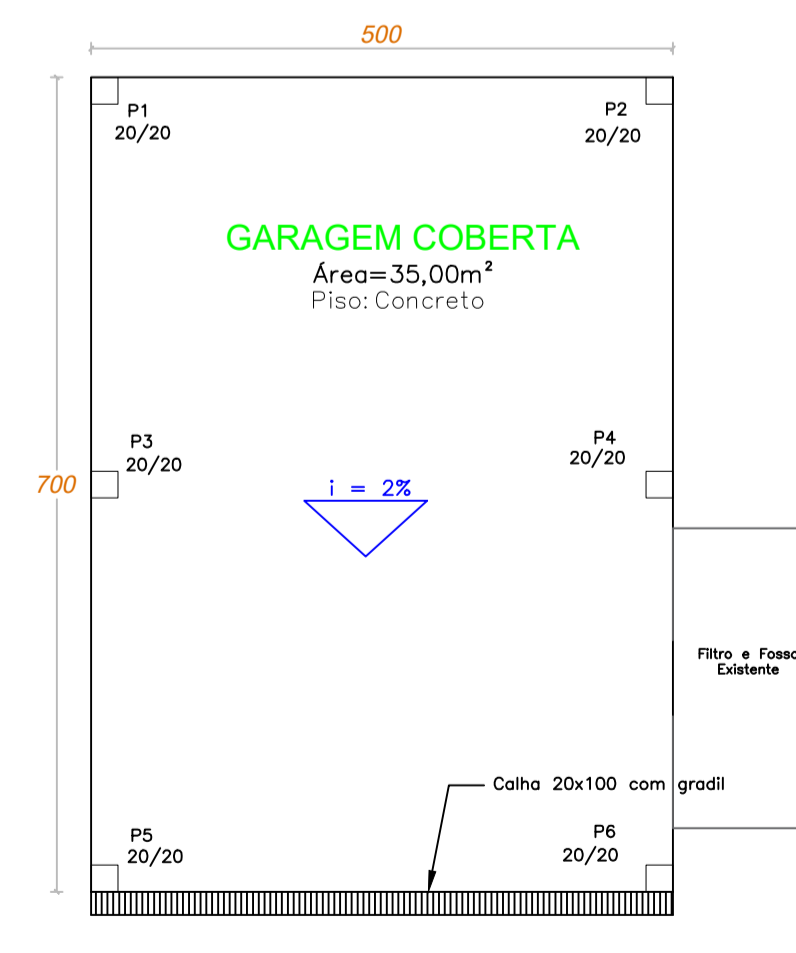 500
P1
20/20
P2
20/20
GARAGEM COBERTA
Área=35,00m²
Piso: Concreto
P3
20/20
P4
20/20
700
i = 2%
Filtro e Fossa
Existente
Calha 20x100 com gradil
P5
20/20
P6
20/20